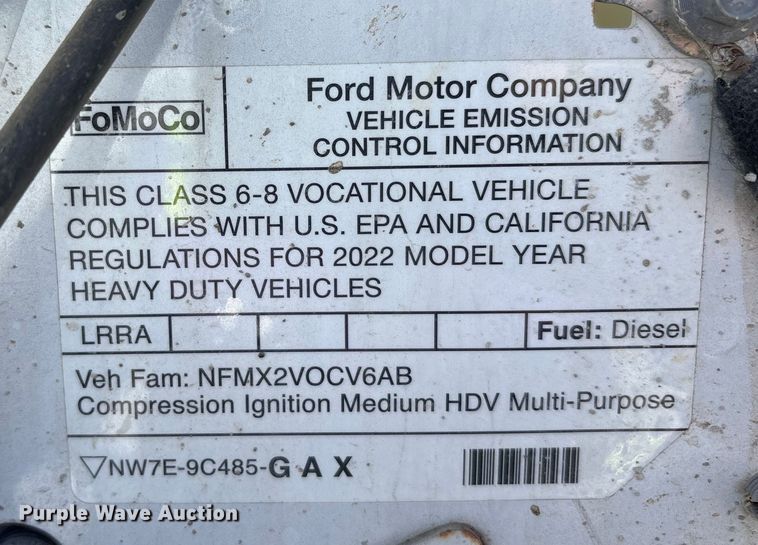 FoMoCo
Ford Motor Company
VEHICLE EMISSION
CONTROL INFORMATION
THIS CLASS 6-8 VOCATIONAL VEHICLE
COMPLIES WITH U.S. EPA AND CALIFORNIA
REGULATIONS FOR 2022 MODEL YEAR
HEAVY DUTY VEHICLES
LRRA Fuel: Diesel
Veh Fam: NFMX2VOCV6AB
Compression Ignition Medium HDV Multi-Purpose
▽NW7E-9C485-G A X
Purple Wave Auction